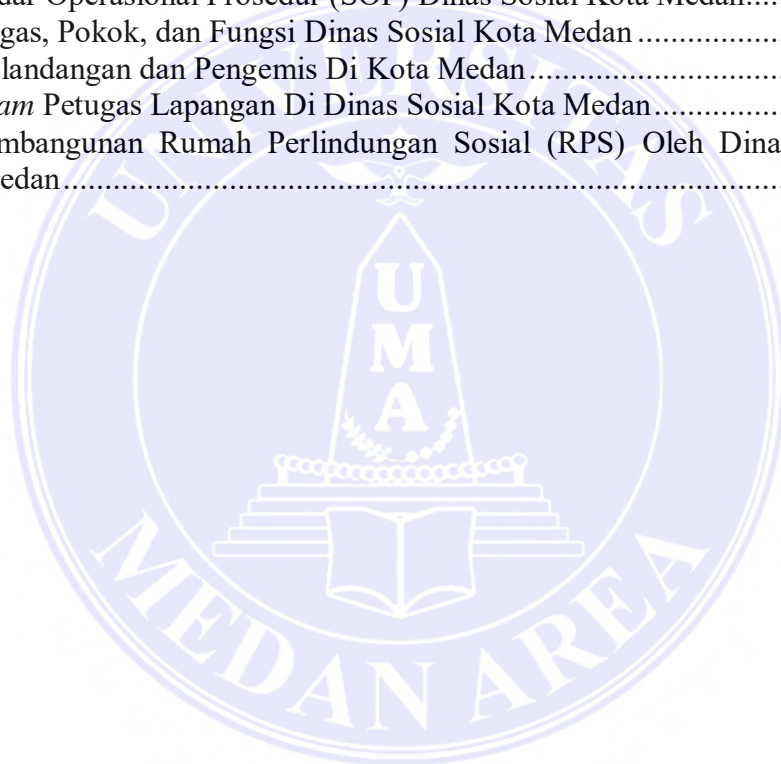 dar Operasional Prosedur (SOP) Dinas Sosial Kota Medan.....
gas, Pokok, dan Fungsi Dinas Sosial Kota Medan ....................
landangan dan Pengemis Di Kota Medan...................................
am Petugas Lapangan Di Dinas Sosial Kota Medan..................
mbangunan Rumah Perlindungan Sosial (RPS) Oleh Dina
edan..............................................................................................
UNIVERSITAS
U
M
A
MEDAN AREA